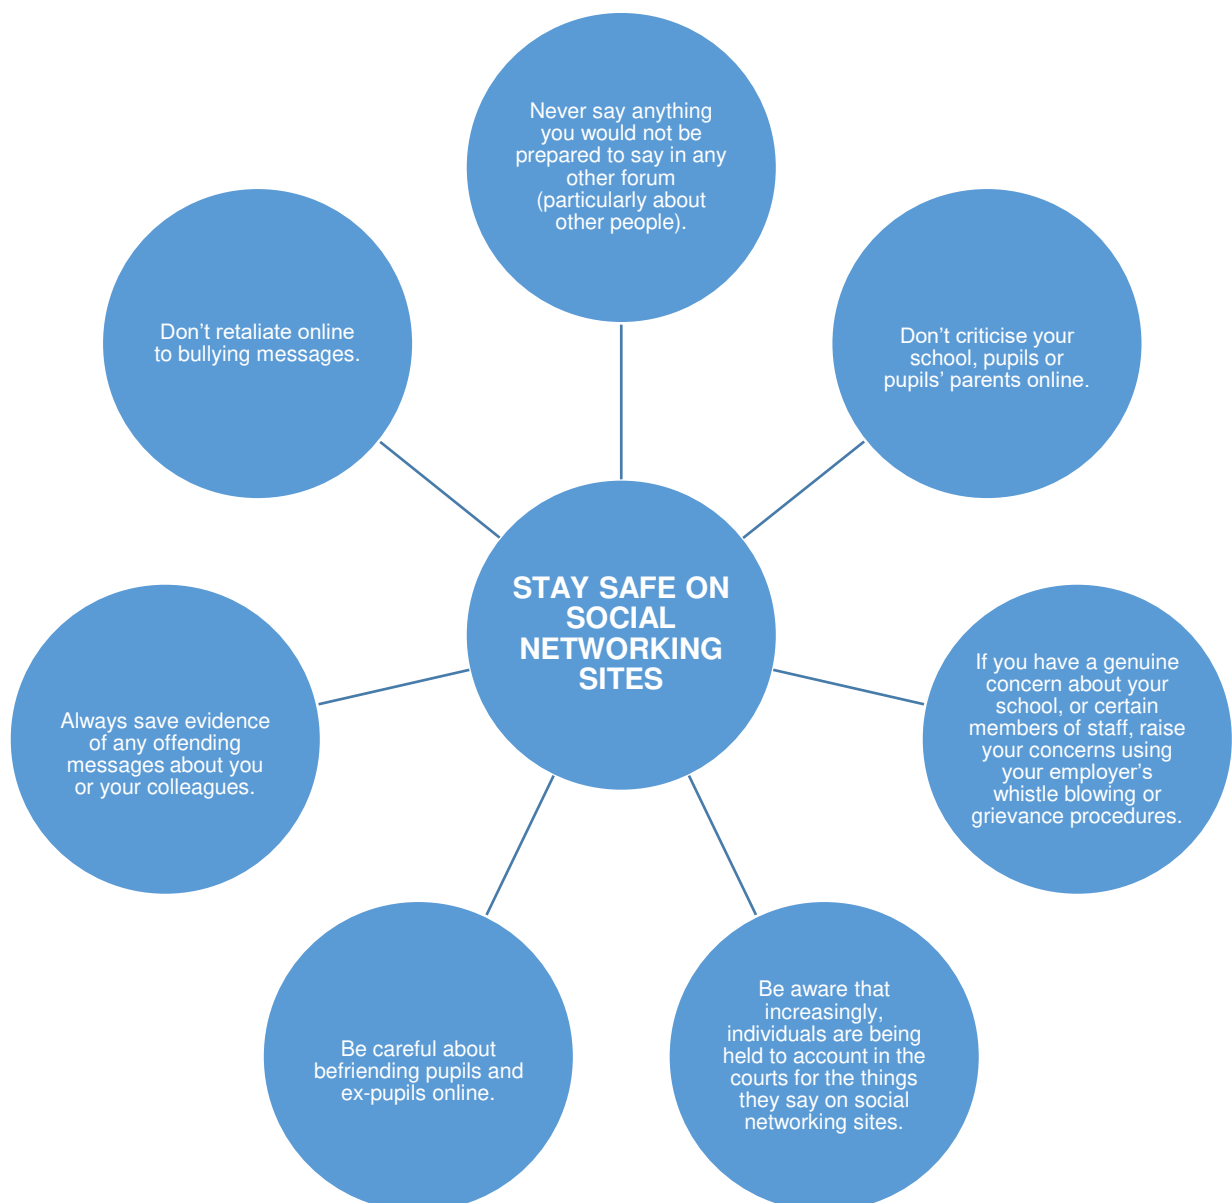 Never say anything
you would not be
prepared to say in any
other forum
(particularly about
other people).
Don’t criticise your
school, pupils or
pupils’ parents online.
If you have a genuine
concern about your
school, or certain
members of staff, raise
your concerns using
your employer’s
whistle blowing or
grievance procedures.
Be aware that
increasingly,
individuals are being
held to account in the
courts for the things
they say on social
networking sites.
Be careful about
befriending pupils and
ex-pupils online.
Always save evidence
of any offending
messages about you
or your colleagues.
Don’t retaliate online
to bullying messages.
STAY SAFE ON
SOCIAL
NETWORKING
SITES